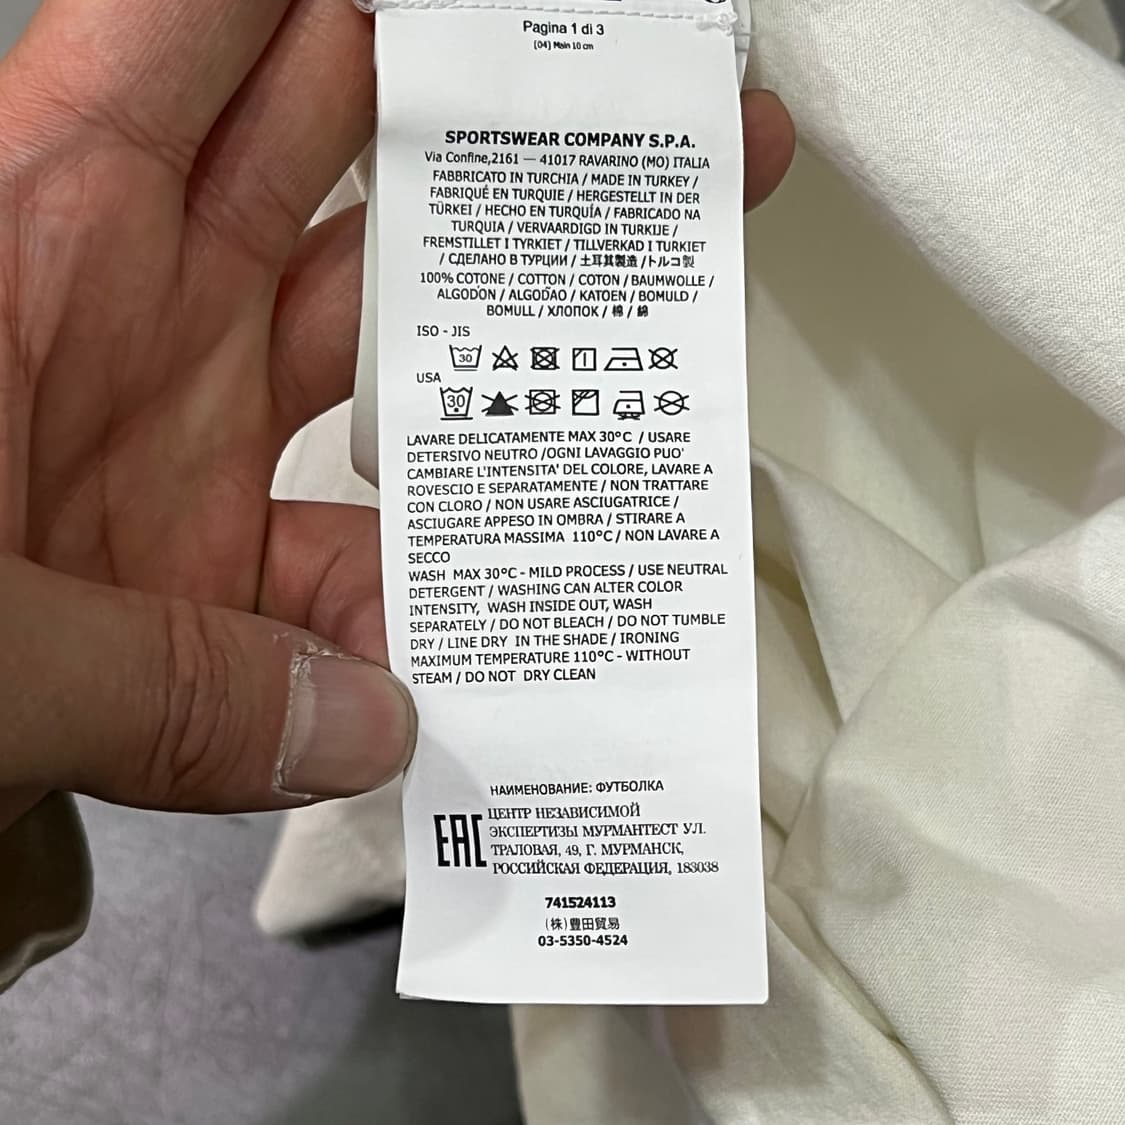 Pagina 1 di 3
(04) Main 10 cm
SPORTSWEAR COMPANY S.P.A.
Via Confine,2161 — 41017 RAVARINO (MO) ITALIA
FABBRICATO IN TURCHIA / MADE IN TURKEY /
FABRIQUÉ EN TURQUIE / HERGESTELLT IN DER
TÜRKEI / HECHO EN TURQUÍA / FABRICADO NA
TURQUIA / VERVAARDIGD IN TURKIJE /
FREMSTILLET I TYRKIET / TILLVERKAD I TURKIET
/ СДЕЛАНО В ТУРЦИИ / 土耳其製造 /トルコ製
100% COTONE / COTTON / COTON / BAUMWOLLE /
ALGODÓN / ALGODÃO / KATOEN / BOMULD /
BOMULL / ХЛОПОК / 棉 / 綿
ISO - JIS
30
USA
30
LAVARE DELICATAMENTE MAX 30°C / USARE
DETERSIVO NEUTRO /OGNI LAVAGGIO PUO'
CAMBIARE L'INTENSITA' DEL COLORE, LAVARE A
ROVESCIO E SEPARATAMENTE / NON TRATTARE
CON CLORO / NON USARE ASCIUGATRICE /
ASCIUGARE APPESO IN OMBRA / STIRARE A
TEMPERATURA MASSIMA 110°C / NON LAVARE A
SECCO
WASH MAX 30°C - MILD PROCESS / USE NEUTRAL
DETERGENT / WASHING CAN ALTER COLOR
INTENSITY, WASH INSIDE OUT, WASH
SEPARATELY / DO NOT BLEACH / DO NOT TUMBLE
DRY / LINE DRY IN THE SHADE / IRONING
MAXIMUM TEMPERATURE 110°C - WITHOUT
STEAM / DO NOT DRY CLEAN
НАИМЕНОВАНИЕ: ФУТБОЛКА
EAC
ЦЕНТР НЕЗАВИСИМОЙ
ЭКСПЕРТИЗЫ МУРМАНТЕСТ УЛ.
ТРАЛОВАЯ, 49, Г. МУРМАНСК,
РОССИЙСКАЯ ФЕДЕРАЦИЯ, 183038
741524113
(株)豊田貿易
03-5350-4524